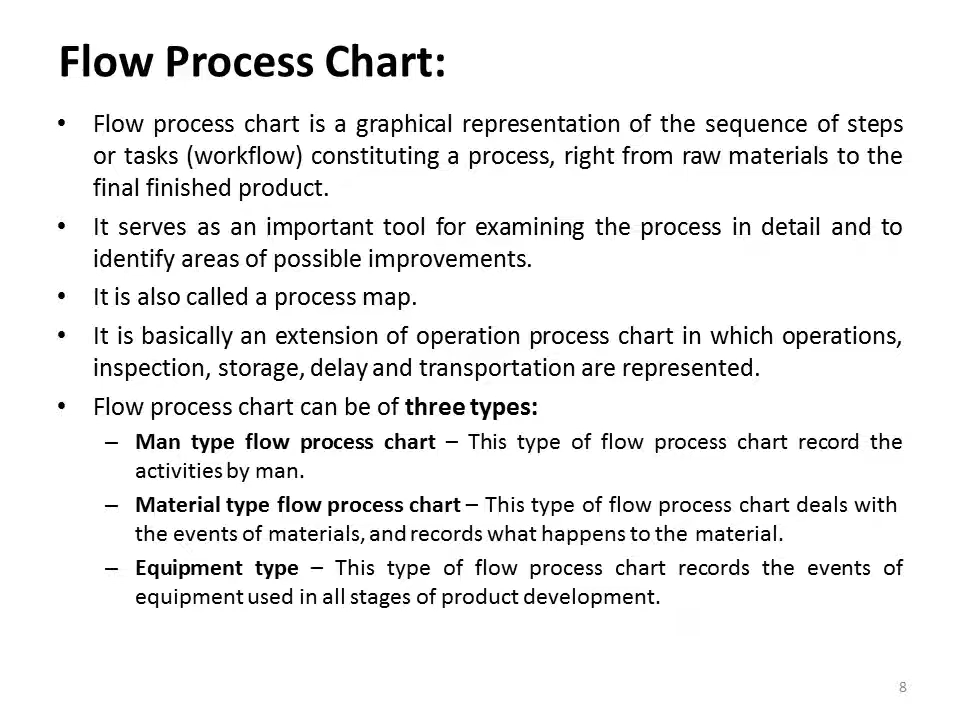 Flow Process Chart:
• Flow process chart is a graphical representation of the sequence of steps
or tasks (workflow) constituting a process, right from raw materials to the
final finished product.
• It serves as an important tool for examining the process in detail and to
identify areas of possible improvements.
• It is also called a process map.
• It is basically an extension of operation process chart in which operations,
inspection, storage, delay and transportation are represented.
• Flow process chart can be of three types:
– Man type flow process chart – This type of flow process chart record the
activities by man.
– Material type flow process chart – This type of flow process chart deals with
the events of materials, and records what happens to the material.
– Equipment type – This type of flow process chart records the events of
equipment used in all stages of product development.
8